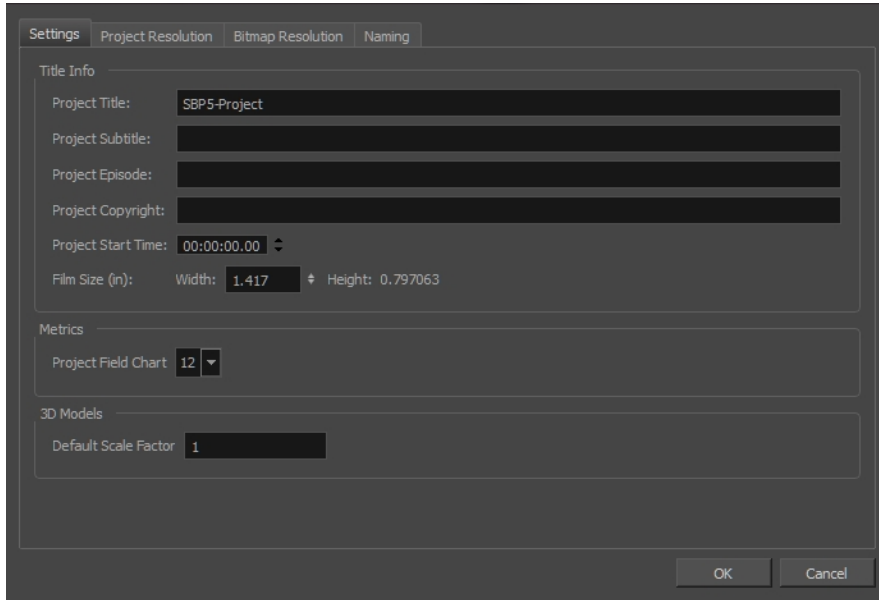 Settings Project Resolution Bitmap Resolution Naming
Title Info
Project Title: SBP5-Project
Project Subtitle:
Project Episode:
Project Copyright:
Project Start Time: 00:00:00.00
Film Size (in): Width: 1.417 Height: 0.797063
Metrics
Project Field Chart 12
3D Models
Default Scale Factor 1
OK Cancel